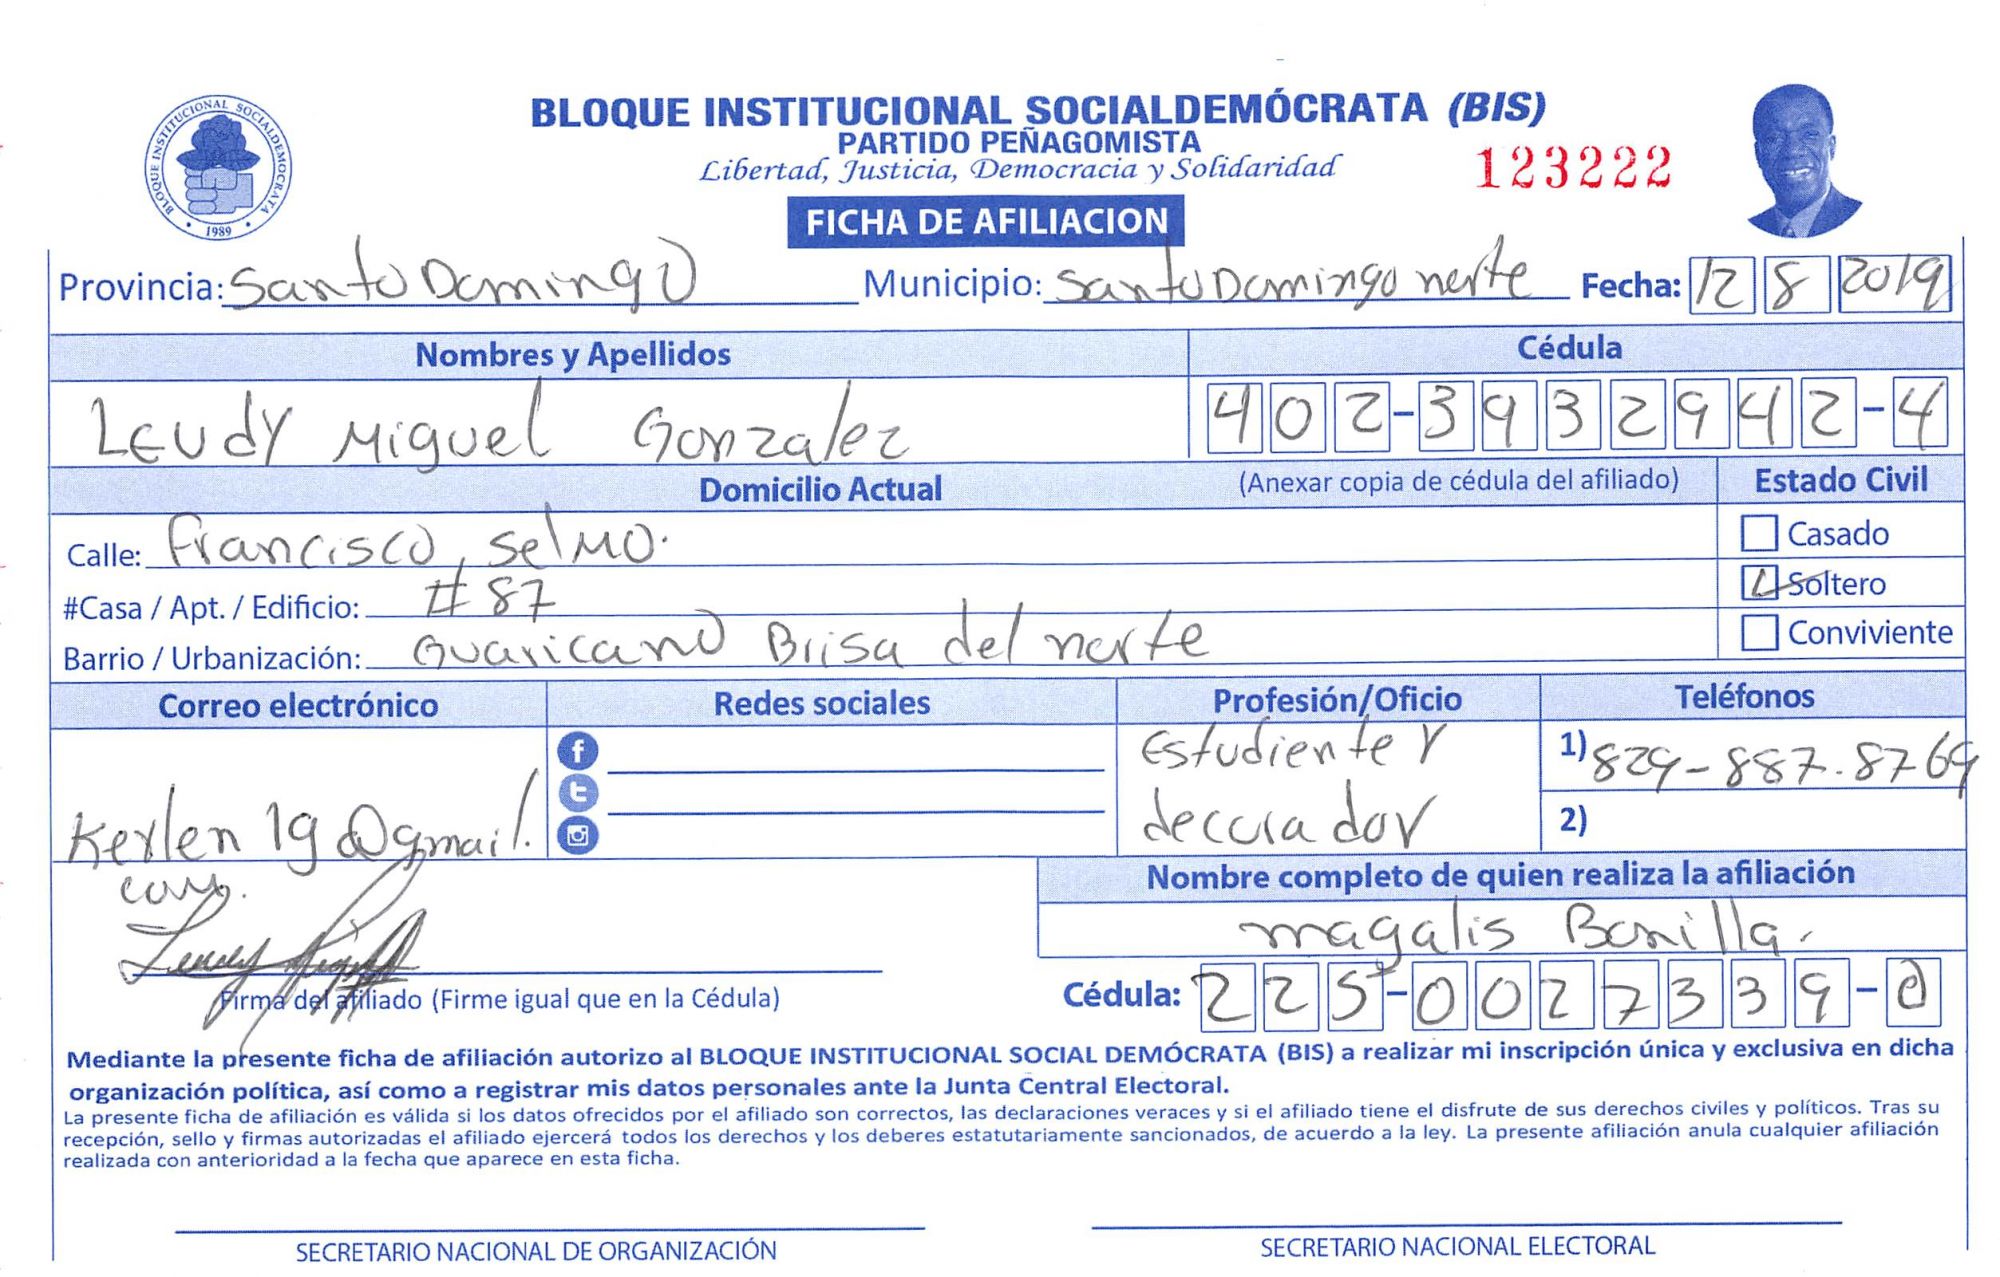 BLOQUE INSTITUCIONAL SOCIALDEMOCRATA
1989
BLOQUE INSTITUCIONAL SOCIALDEMÓCRATA (BIS)
PARTIDO PEÑAGOMISTA
Libertad, Justicia, Democracia y Solidaridad
123222
FICHA DE AFILIACION
Provincia: Santo Domingo Municipio: Santo Domingo norte Fecha: 12 8 2019
Nombres y Apellidos Cédula
Leudy Miguel Gonzalez 402-3932942-4
Domicilio Actual (Anexar copia de cédula del afiliado) Estado Civil
Calle: Francisco, selmo. Casado
#Casa / Apt. / Edificio: #87 Soltero
Barrio / Urbanización: Guaricano Brisa del norte Conviviente
Correo electrónico Redes sociales Profesión/Oficio Teléfonos
Estudiente y 1) 829-887.8769
Kerlen 19@gmail. decorador 2)
com.
Nombre completo de quien realiza la afiliación
magalis Bonilla.
Firma del afiliado (Firme igual que en la Cédula) Cédula: 225-0027339-0
Mediante la presente ficha de afiliación autorizo al BLOQUE INSTITUCIONAL SOCIAL DEMÓCRATA (BIS) a realizar mi inscripción única y exclusiva en dicha
organización política, así como a registrar mis datos personales ante la Junta Central Electoral.
La presente ficha de afiliación es válida si los datos ofrecidos por el afiliado son correctos, las declaraciones veraces y si el afiliado tiene el disfrute de sus derechos civiles y políticos. Tras su
recepción, sello y firmas autorizadas el afiliado ejercerá todos los derechos y los deberes estatutariamente sancionados, de acuerdo a la ley. La presente afiliación anula cualquier afiliación
realizada con anterioridad a la fecha que aparece en esta ficha.
SECRETARIO NACIONAL DE ORGANIZACIÓN SECRETARIO NACIONAL ELECTORAL